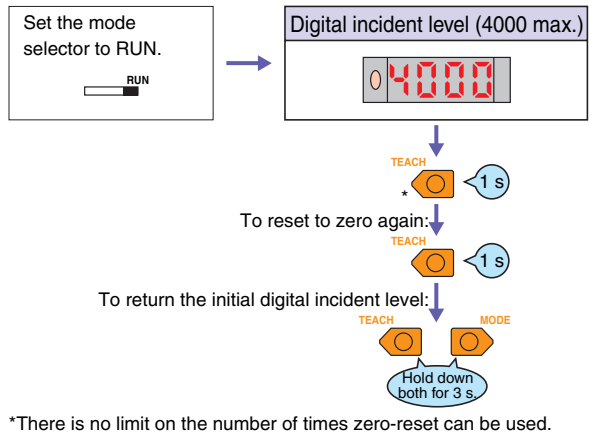 Set the mode
selector to RUN.
RUN
Digital incident level (4000 max.)
4000
TEACH
* 1 s
To reset to zero again:
TEACH
1 s
To return the initial digital incident level:
TEACH MODE
Hold down
both for 3 s.
*There is no limit on the number of times zero-reset can be used.